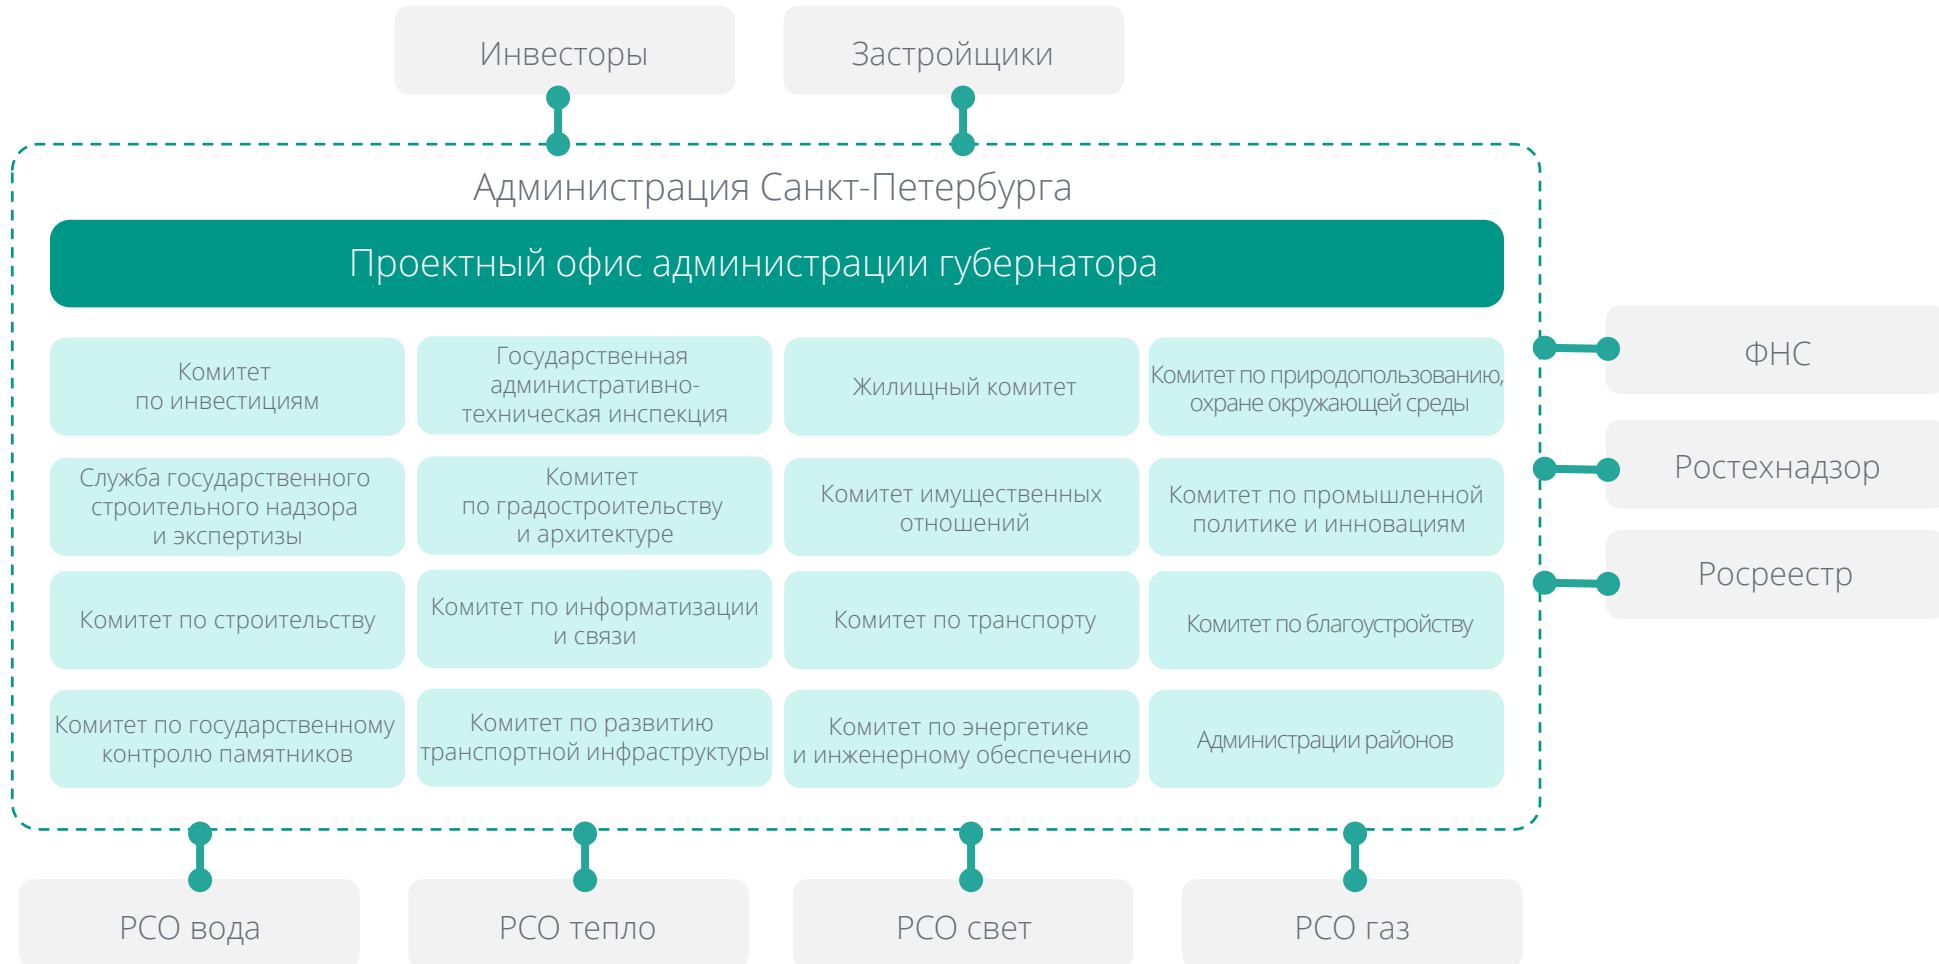 Инвесторы
Застройщики
Администрация Санкт-Петербурга
Проектный офис администрации губернатора
Комитет
по инвестициям
Государственная
административно-
техническая инспекция
Жилищный комитет
Комитет по природопользованию,
охране окружающей среды
Служба государственного
строительного надзора
и экспертизы
Комитет
по градостроительству
и архитектуре
Комитет имущественных
отношений
Комитет по промышленной
политике и инновациям
Комитет по строительству
Комитет по информатизации
и связи
Комитет по транспорту
Комитет по благоустройству
Комитет по государственному
контролю памятников
Комитет по развитию
транспортной инфраструктуры
Комитет по энергетике
и инженерному обеспечению
Администрации районов
ФНС
Ростехнадзор
Росреестр
РСО вода
РСО тепло
РСО свет
РСО газ